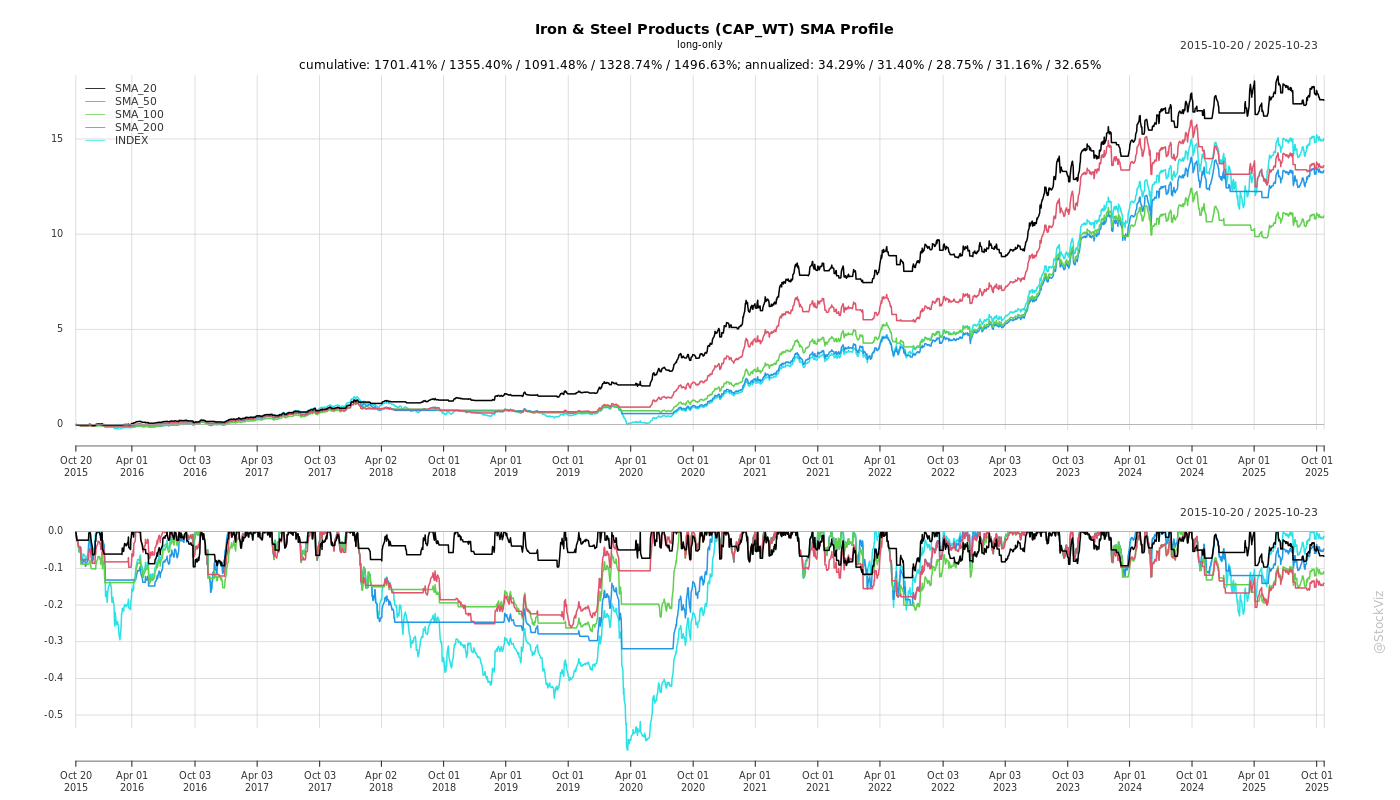 Iron & Steel Products (CAP_WT) SMA Profile
long-only
2015-10-20 / 2025-10-23
cumulative: 1701.41% / 1355.40% / 1091.48% / 1328.74% / 1496.63%; annualized: 34.29% / 31.40% / 28.75% / 31.16% / 32.65%
SMA_20
SMA_50
SMA_100
SMA_200
INDEX
15
10
5
0
Oct 20 Apr 01 Oct 03 Apr 03 Oct 03 Apr 02 Oct 01 Apr 01 Oct 01 Apr 01 Oct 01 Apr 01 Oct 01 Apr 01 Oct 03 Apr 03 Oct 03 Apr 01 Oct 01 Apr 01 Oct 01
2015 2016 2016 2017 2017 2018 2018 2019 2019 2020 2020 2021 2021 2022 2022 2023 2023 2024 2024 2025 2025
2015-10-20 / 2025-10-23
0.0
-0.1
-0.2
-0.3
-0.4
-0.5
Oct 20 Apr 01 Oct 03 Apr 03 Oct 03 Apr 02 Oct 01 Apr 01 Oct 01 Apr 01 Oct 01 Apr 01 Oct 01 Apr 01 Oct 03 Apr 03 Oct 03 Apr 01 Oct 01 Apr 01 Oct 01
2015 2016 2016 2017 2017 2018 2018 2019 2019 2020 2020 2021 2021 2022 2022 2023 2023 2024 2024 2025 2025
@StockViz